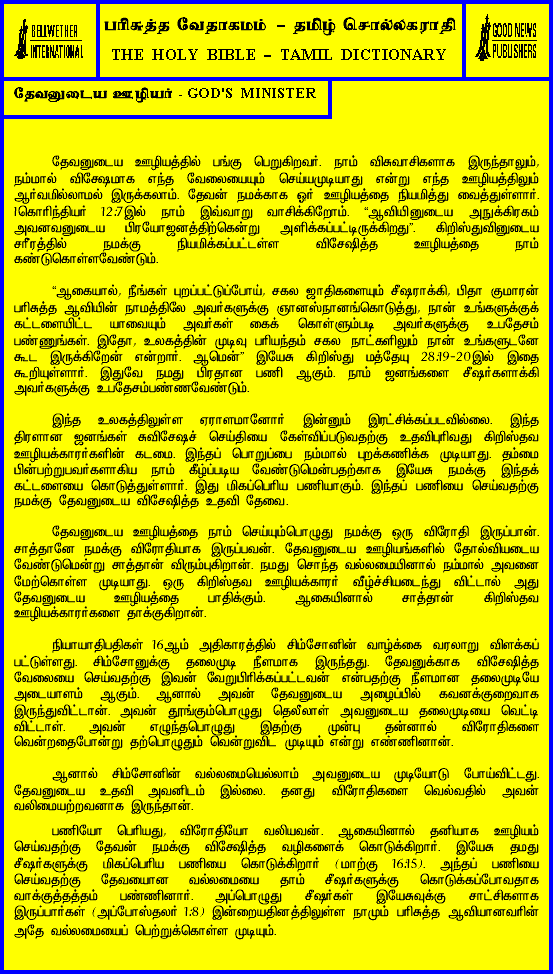 BELLWETHER
INTERNATIONAL
பரிசுத்த வேதாகமம் – தமிழ் சொல்லகராதி
THE HOLY BIBLE – TAMIL DICTIONARY
GOOD NEWS
PUBLISHERS
தேவனுடைய ஊழியர் - GOD'S MINISTER
தேவனுடைய ஊழியத்தில் பங்கு பெறுகிறவர். நாம் விசுவாசிகளாக இருந்தாலும்,
நம்மால் விசேஷமாக எந்த வேலையையும் செய்யமுடியாது என்று எந்த ஊழியத்திலும்
ஆர்வமில்லாமல் இருக்கலாம். தேவன் நமக்காக ஓர் ஊழியத்தை நியமித்து வைத்துள்ளார்.
1கொரிந்தியர் 12:7இல் நாம் இவ்வாறு வாசிக்கிறோம். “ஆவியினுடைய அநுக்கிரகம்
அவனவனுடைய பிரயோஜனத்திற்கென்று அளிக்கப்பட்டிருக்கிறது”. கிறிஸ்துவினுடைய
சரீரத்தில் நமக்கு நியமிக்கப்பட்டள்ள விசேஷித்த ஊழியத்தை நாம்
கண்டுகொள்ளவேண்டும்.
“ஆகையால், நீங்கள் புறப்பட்டுப்போய், சகல ஜாதிகளையும் சீஷராக்கி, பிதா குமாரன்
பரிசுத்த ஆவியின் நாமத்திலே அவர்களுக்கு ஞானஸ்நானங்கொடுத்து, நான் உங்களுக்குக்
கட்டளையிட்ட யாவையும் அவர்கள் கைக் கொள்ளும்படி அவர்களுக்கு உபதேசம்
பண்ணுங்கள். இதோ, உலகத்தின் முடிவு பரியந்தம் சகல நாட்களிலும் நான் உங்களுடனே
கூட இருக்கிறேன் என்றார். ஆமென்” இயேசு கிறிஸ்து மத்தேயு 28:19-20இல் இதை
கூறியுள்ளார். இதுவே நமது பிரதான பணி ஆகும். நாம் ஜனங்களை சீஷர்களாக்கி
அவர்களுக்கு உபதேசம்பண்ணவேண்டும்.
இந்த உலகத்திலுள்ள ஏராளமானோர் இன்னும் இரட்சிக்கப்படவில்லை. இந்த
திரளான ஜனங்கள் சுவிசேஷச் செய்தியை கேள்விப்படுவதற்கு உதவிபுரிவது கிறிஸ்தவ
ஊழியக்காரர்களின் கடமை. இந்தப் பொறுப்பை நம்மால் புறக்கணிக்க முடியாது. தம்மை
பின்பற்றுபவர்களாகிய நாம் கீழ்ப்படிய வேண்டுமென்பதற்காக இயேசு நமக்கு இந்தக்
கட்டளையை கொடுத்துள்ளார். இது மிகப்பெரிய பணியாகும். இந்தப் பணியை செய்வதற்கு
நமக்கு தேவனுடைய விசேஷித்த உதவி தேவை.
தேவனுடைய ஊழியத்தை நாம் செய்யும்பொழுது நமக்கு ஒரு விரோதி இருப்பான்.
சாத்தானே நமக்கு விரோதியாக இருப்பவன். தேவனுடைய ஊழியங்களில் தோல்வியடைய
வேண்டுமென்று சாத்தான் விரும்புகிறான். நமது சொந்த வல்லமையினால் நம்மால் அவனை
மேற்கொள்ள முடியாது. ஒரு கிறிஸ்தவ ஊழியக்காரர் வீழ்ச்சியடைந்து விட்டால் அது
தேவனுடைய ஊழியத்தை பாதிக்கும். ஆகையினால் சாத்தான் கிறிஸ்தவ
ஊழியக்காரர்களை தாக்குகிறான்.
நியாயாதிபதிகள் 16ஆம் அதிகாரத்தில் சிம்சோனின் வாழ்க்கை வரலாறு விளக்கப்
பட்டுள்ளது. சிம்சோனுக்கு தலைமுடி நீளமாக இருந்தது. தேவனுக்காக விசேஷித்த
வேலையை செய்வதற்கு இவன் வேறுபிரிக்கப்பட்டவன் என்பதற்கு நீளமான தலைமுடியே
அடையாளம் ஆகும். ஆனால் அவன் தேவனுடைய அழைப்பில் கவனக்குறைவாக
இருந்துவிட்டான். அவன் தூங்கும்பொழுது தெலீலாள் அவனுடைய தலைமுடியை வெட்டி
விட்டாள். அவன் எழுந்தபொழுது இதற்கு முன்பு தன்னால் விரோதிகளை
வென்றதைபோன்று தற்பொழுதும் வென்றுவிட முடியும் என்று எண்ணினான்.
ஆனால் சிம்சோனின் வல்லமையெல்லாம் அவனுடைய முடியோடு போய்விட்டது.
தேவனுடைய உதவி அவனிடம் இல்லை. தனது விரோதிகளை வெல்வதில் அவன்
வலிமையற்றவனாக இருந்தான்.
பணியோ பெரியது, விரோதியோ வலியவன். ஆகையினால் தனியாக ஊழியம்
செய்வதற்கு தேவன் நமக்கு விசேஷித்த வழிகளைக் கொடுக்கிறார். இயேசு தமது
சீஷர்களுக்கு மிகப்பெரிய பணியை கொடுக்கிறார் (மாற்கு 16:15). அந்தப் பணியை
செய்வதற்கு தேவையான வல்லமையை தாம் சீஷர்களுக்கு கொடுக்கப்போவதாக
வாக்குத்தத்தம் பண்ணினார். அப்பொழுது சீஷர்கள் இயேசுவுக்கு சாட்சிகளாக
இருப்பார்கள் (அப்போஸ்தலர் 1:8) இன்றையதினத்திலுள்ள நாமும் பரிசுத்த ஆவியானவரின்
அதே வல்லமையைப் பெற்றுக்கொள்ள முடியும்.